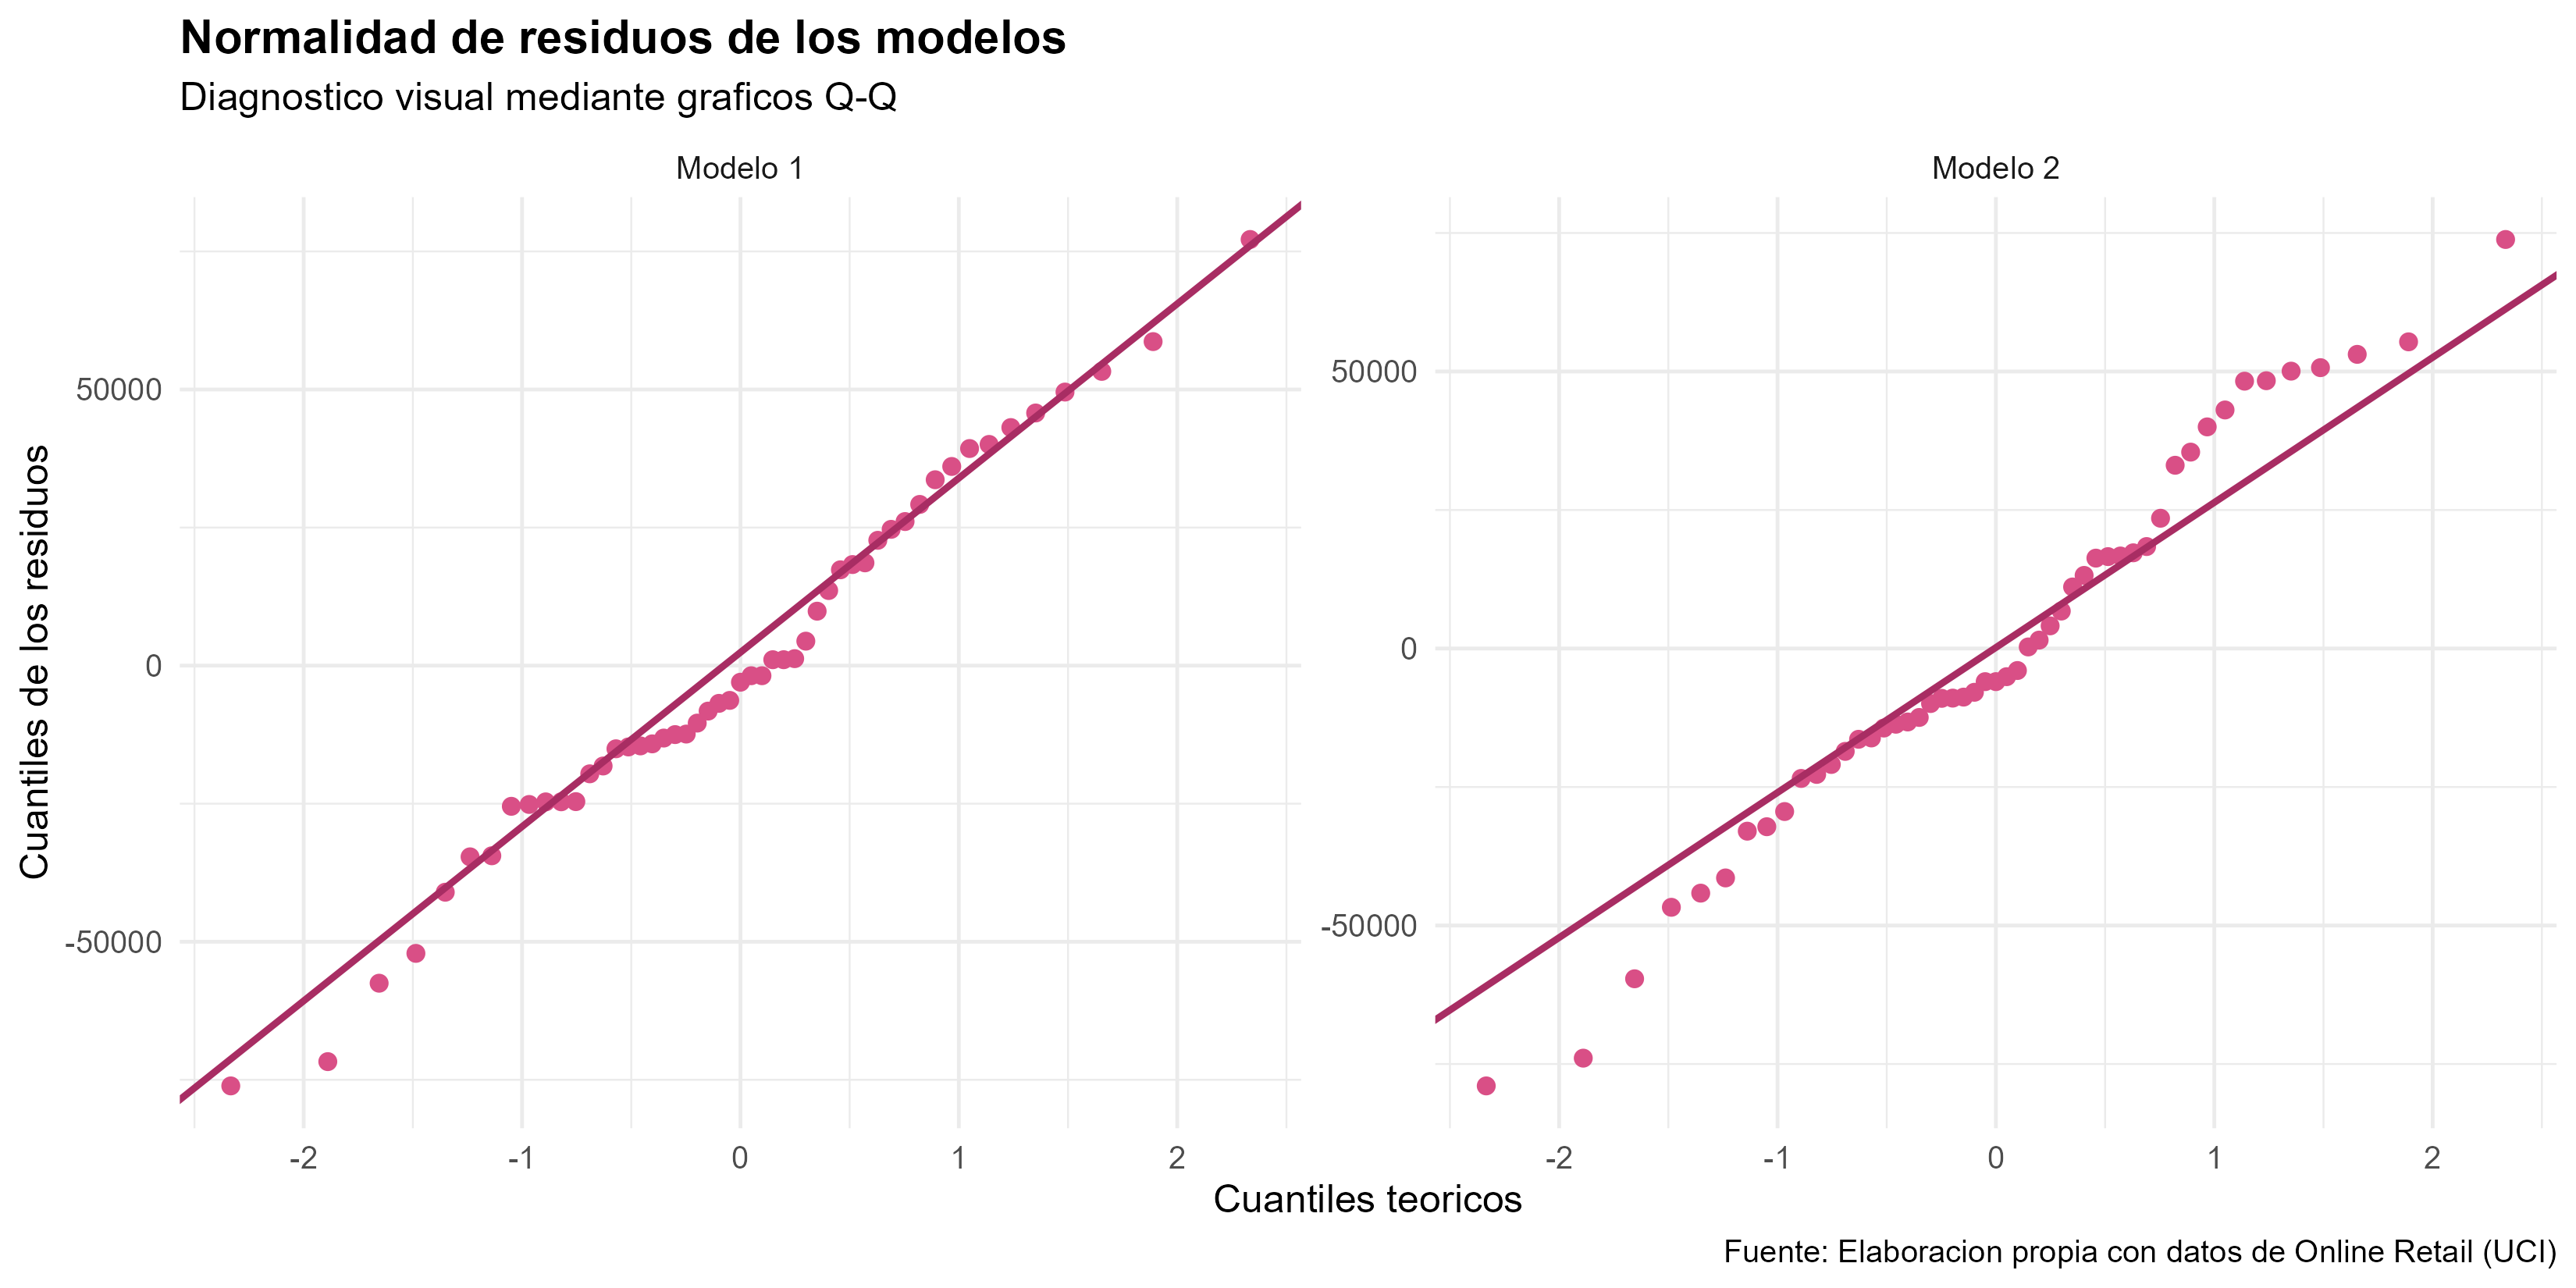 Normalidad de residuos de los modelos
Diagnostico visual mediante graficos Q-Q
Modelo 1
Modelo 2
Cuantiles de los residuos
50000
0
-50000
50000
0
-50000
-2
-1
0
1
2
-2
-1
0
1
2
Cuantiles teoricos
Fuente: Elaboracion propia con datos de Online Retail (UCI)